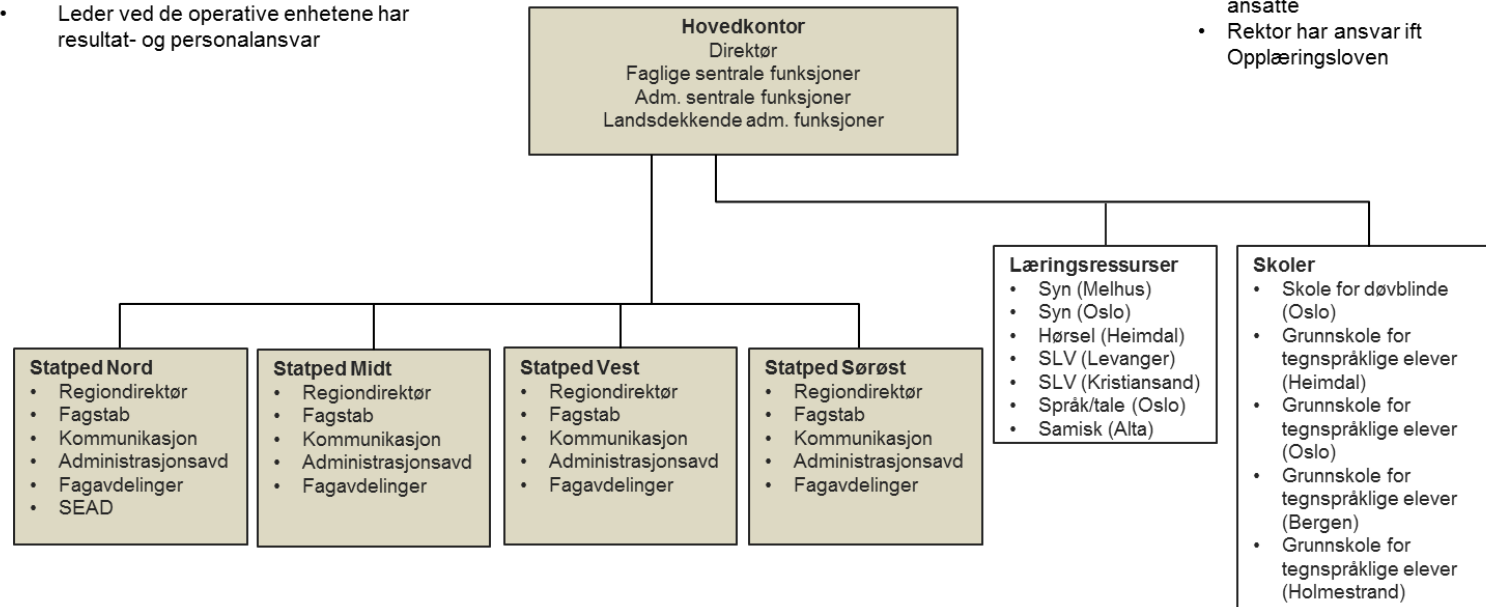 • Leder ved de operative enhetene har
resultat- og personalansvar
ansatte
• Rektor har ansvar ift
Opplæringsloven
Hovedkontor
Direktør
Faglige sentrale funksjoner
Adm. sentrale funksjoner
Landsdekkende adm. funksjoner
Statped Nord
• Regiondirektør
• Fagstab
• Kommunikasjon
• Administrasjonsavd
• Fagavdelinger
• SEAD
Statped Midt
• Regiondirektør
• Fagstab
• Kommunikasjon
• Administrasjonsavd
• Fagavdelinger
Statped Vest
• Regiondirektør
• Fagstab
• Kommunikasjon
• Administrasjonsavd
• Fagavdelinger
Statped Sørøst
• Regiondirektør
• Fagstab
• Kommunikasjon
• Administrasjonsavd
• Fagavdelinger
Læringsressurser
• Syn (Melhus)
• Syn (Oslo)
• Hørsel (Heimdal)
• SLV (Levanger)
• SLV (Kristiansand)
• Språk/tale (Oslo)
• Samisk (Alta)
Skoler
• Skole for døvblinde
(Oslo)
• Grunnskole for
tegnspråklige elever
(Heimdal)
• Grunnskole for
tegnspråklige elever
(Oslo)
• Grunnskole for
tegnspråklige elever
(Bergen)
• Grunnskole for
tegnspråklige elever
(Holmestrand)